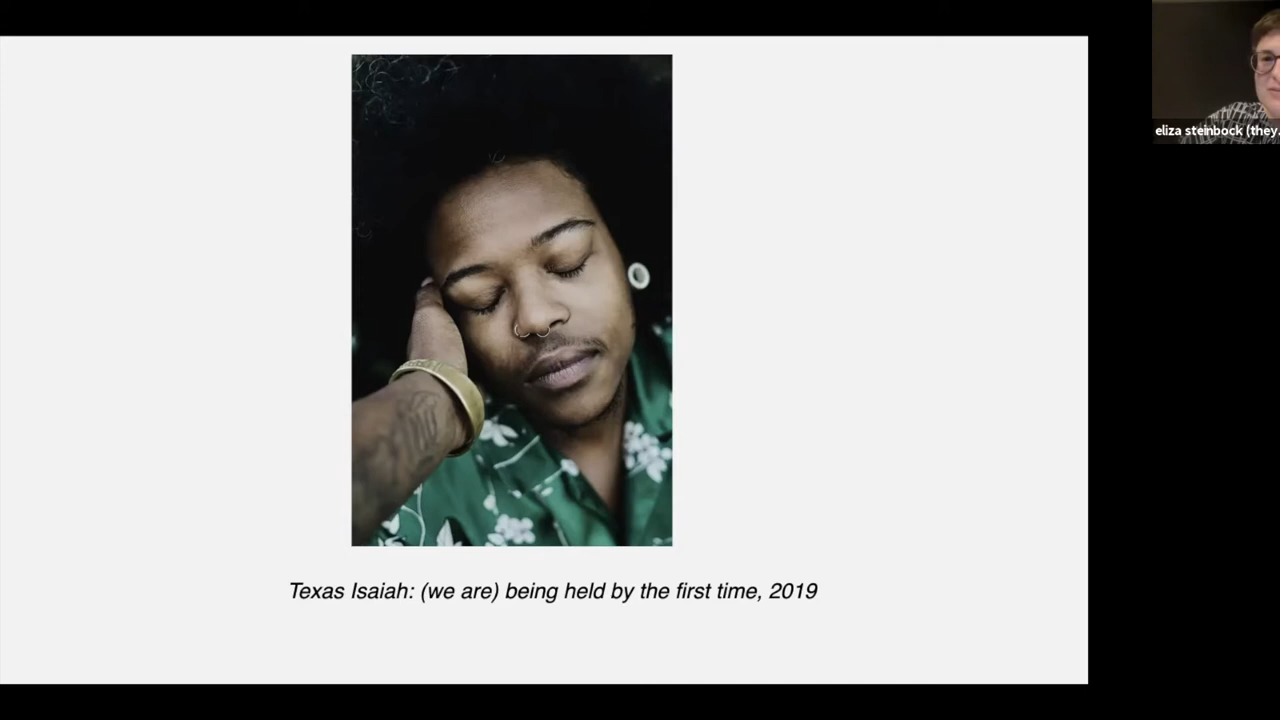 eliza steinbock (they.
Texas Isaiah: (we are) being held by the first time, 2019